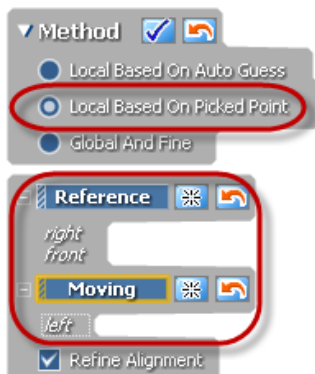 Method
Local Based On Auto Guess
Local Based On Picked Point
Global And Fine
Reference
right
front
Moving
left
Refine Alignment